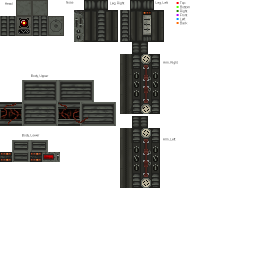 Head
Nose
Leg Right
Leg Left
Top
Bottom
Right
Front
Left
Back
Arm Right
Body Upper
Body Lower
Arm Left